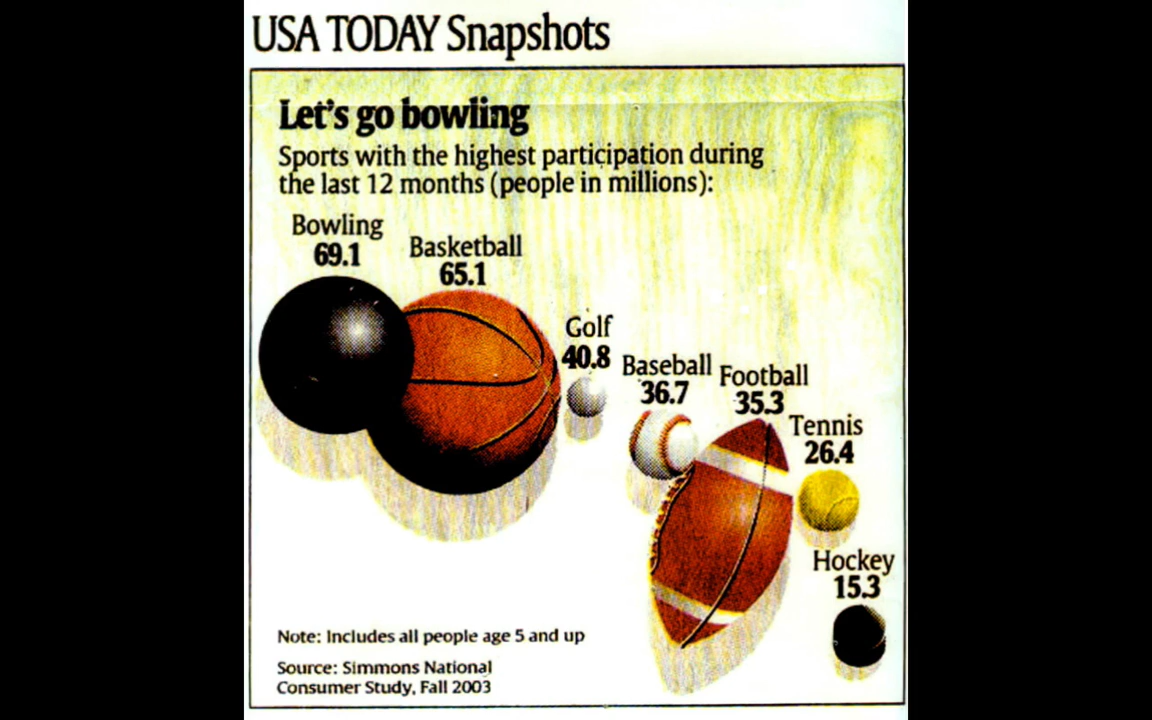 USA TODAY Snapshots
Let's go bowling
Sports with the highest participation during
the last 12 months (people in millions):
Bowling
69.1
Basketball
65.1
Golf
40.8
Baseball
36.7
Football
35.3
Tennis
26.4
Hockey
15.3
Note: Includes all people age 5 and up
Source: Simmons National
Consumer Study, Fall 2003